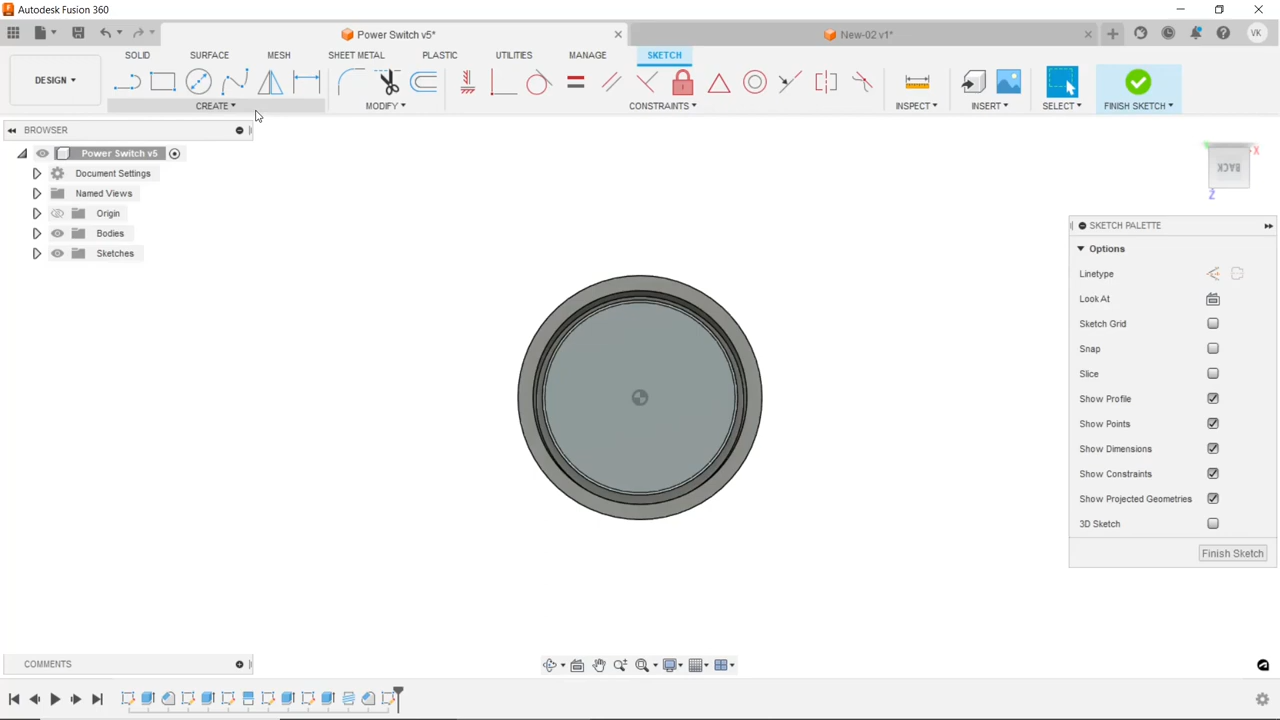 Autodesk Fusion 360
Power Switch v5*
New-02 v1*
VK
DESIGN
SOLID SURFACE MESH SHEET METAL PLASTIC UTILITIES MANAGE SKETCH
CREATE MODIFY CONSTRAINTS INSPECT INSERT SELECT FINISH SKETCH
BROWSER
Power Switch v5
Document Settings
Named Views
Origin
Bodies
Sketches
BACK
X
Z
SKETCH PALETTE
Options
Linetype
Look At
Sketch Grid
Snap
Slice
Show Profile
Show Points
Show Dimensions
Show Constraints
Show Projected Geometries
3D Sketch
Finish Sketch
COMMENTS